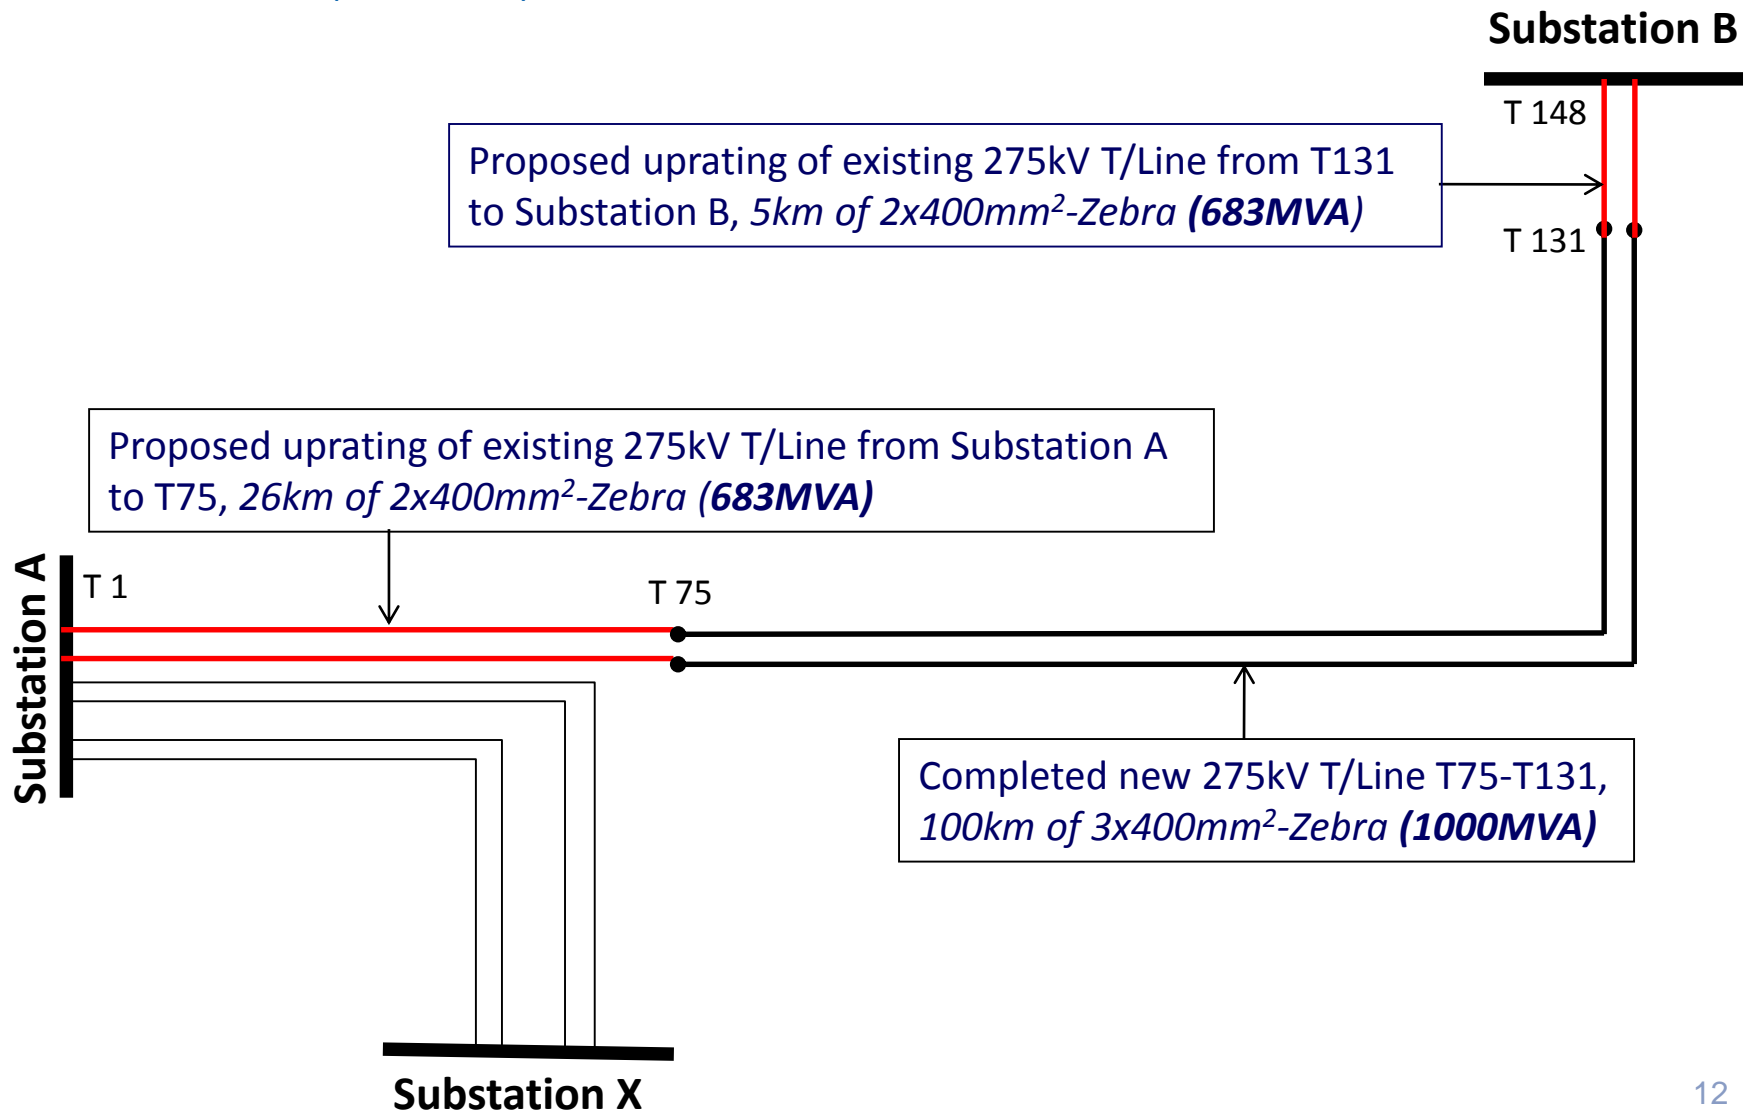 Substation B
T 148
Proposed uprating of existing 275kV T/Line from T131
to Substation B, 5km of 2x400mm²-Zebra (683MVA)
T 131
Proposed uprating of existing 275kV T/Line from Substation A
to T75, 26km of 2x400mm²-Zebra (683MVA)
Substation A
T 1
T 75
Completed new 275kV T/Line T75-T131,
100km of 3x400mm²-Zebra (1000MVA)
Substation X
12